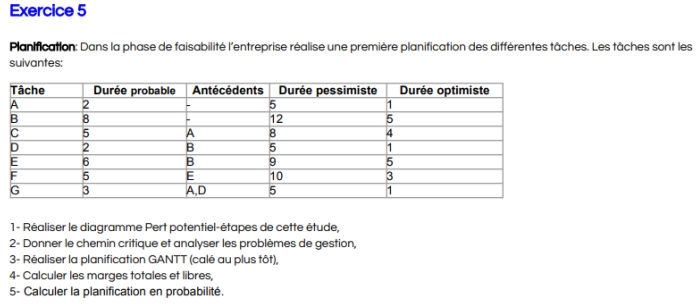 Exercice 5
Planification: Dans la phase de faisabilité l'entreprise réalise une première planification des différentes tâches. Les tâches sont les
suivantes:
Tâche Durée probable Antécédents Durée pessimiste Durée optimiste
A 2 - 5 1
B 8 - 12 5
C 5 A 8 4
D 2 B 5 1
E 6 B 9 5
F 5 E 10 3
G 3 A,D 5 1
1- Réaliser le diagramme Pert potentiel-étapes de cette étude,
2- Donner le chemin critique et analyser les problèmes de gestion,
3- Réaliser la planification GANTT (calé au plus tôt),
4- Calculer les marges totales et libres,
5- Calculer la planification en probabilité.